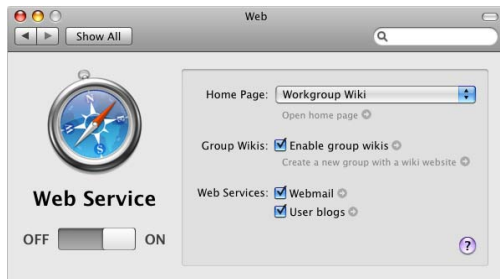 Web
Show All
Home Page: Workgroup Wiki
Open home page
Group Wikis: Enable group wikis
Create a new group with a wiki website
Web Services: Webmail
User blogs
Web Service
OFF ON
?